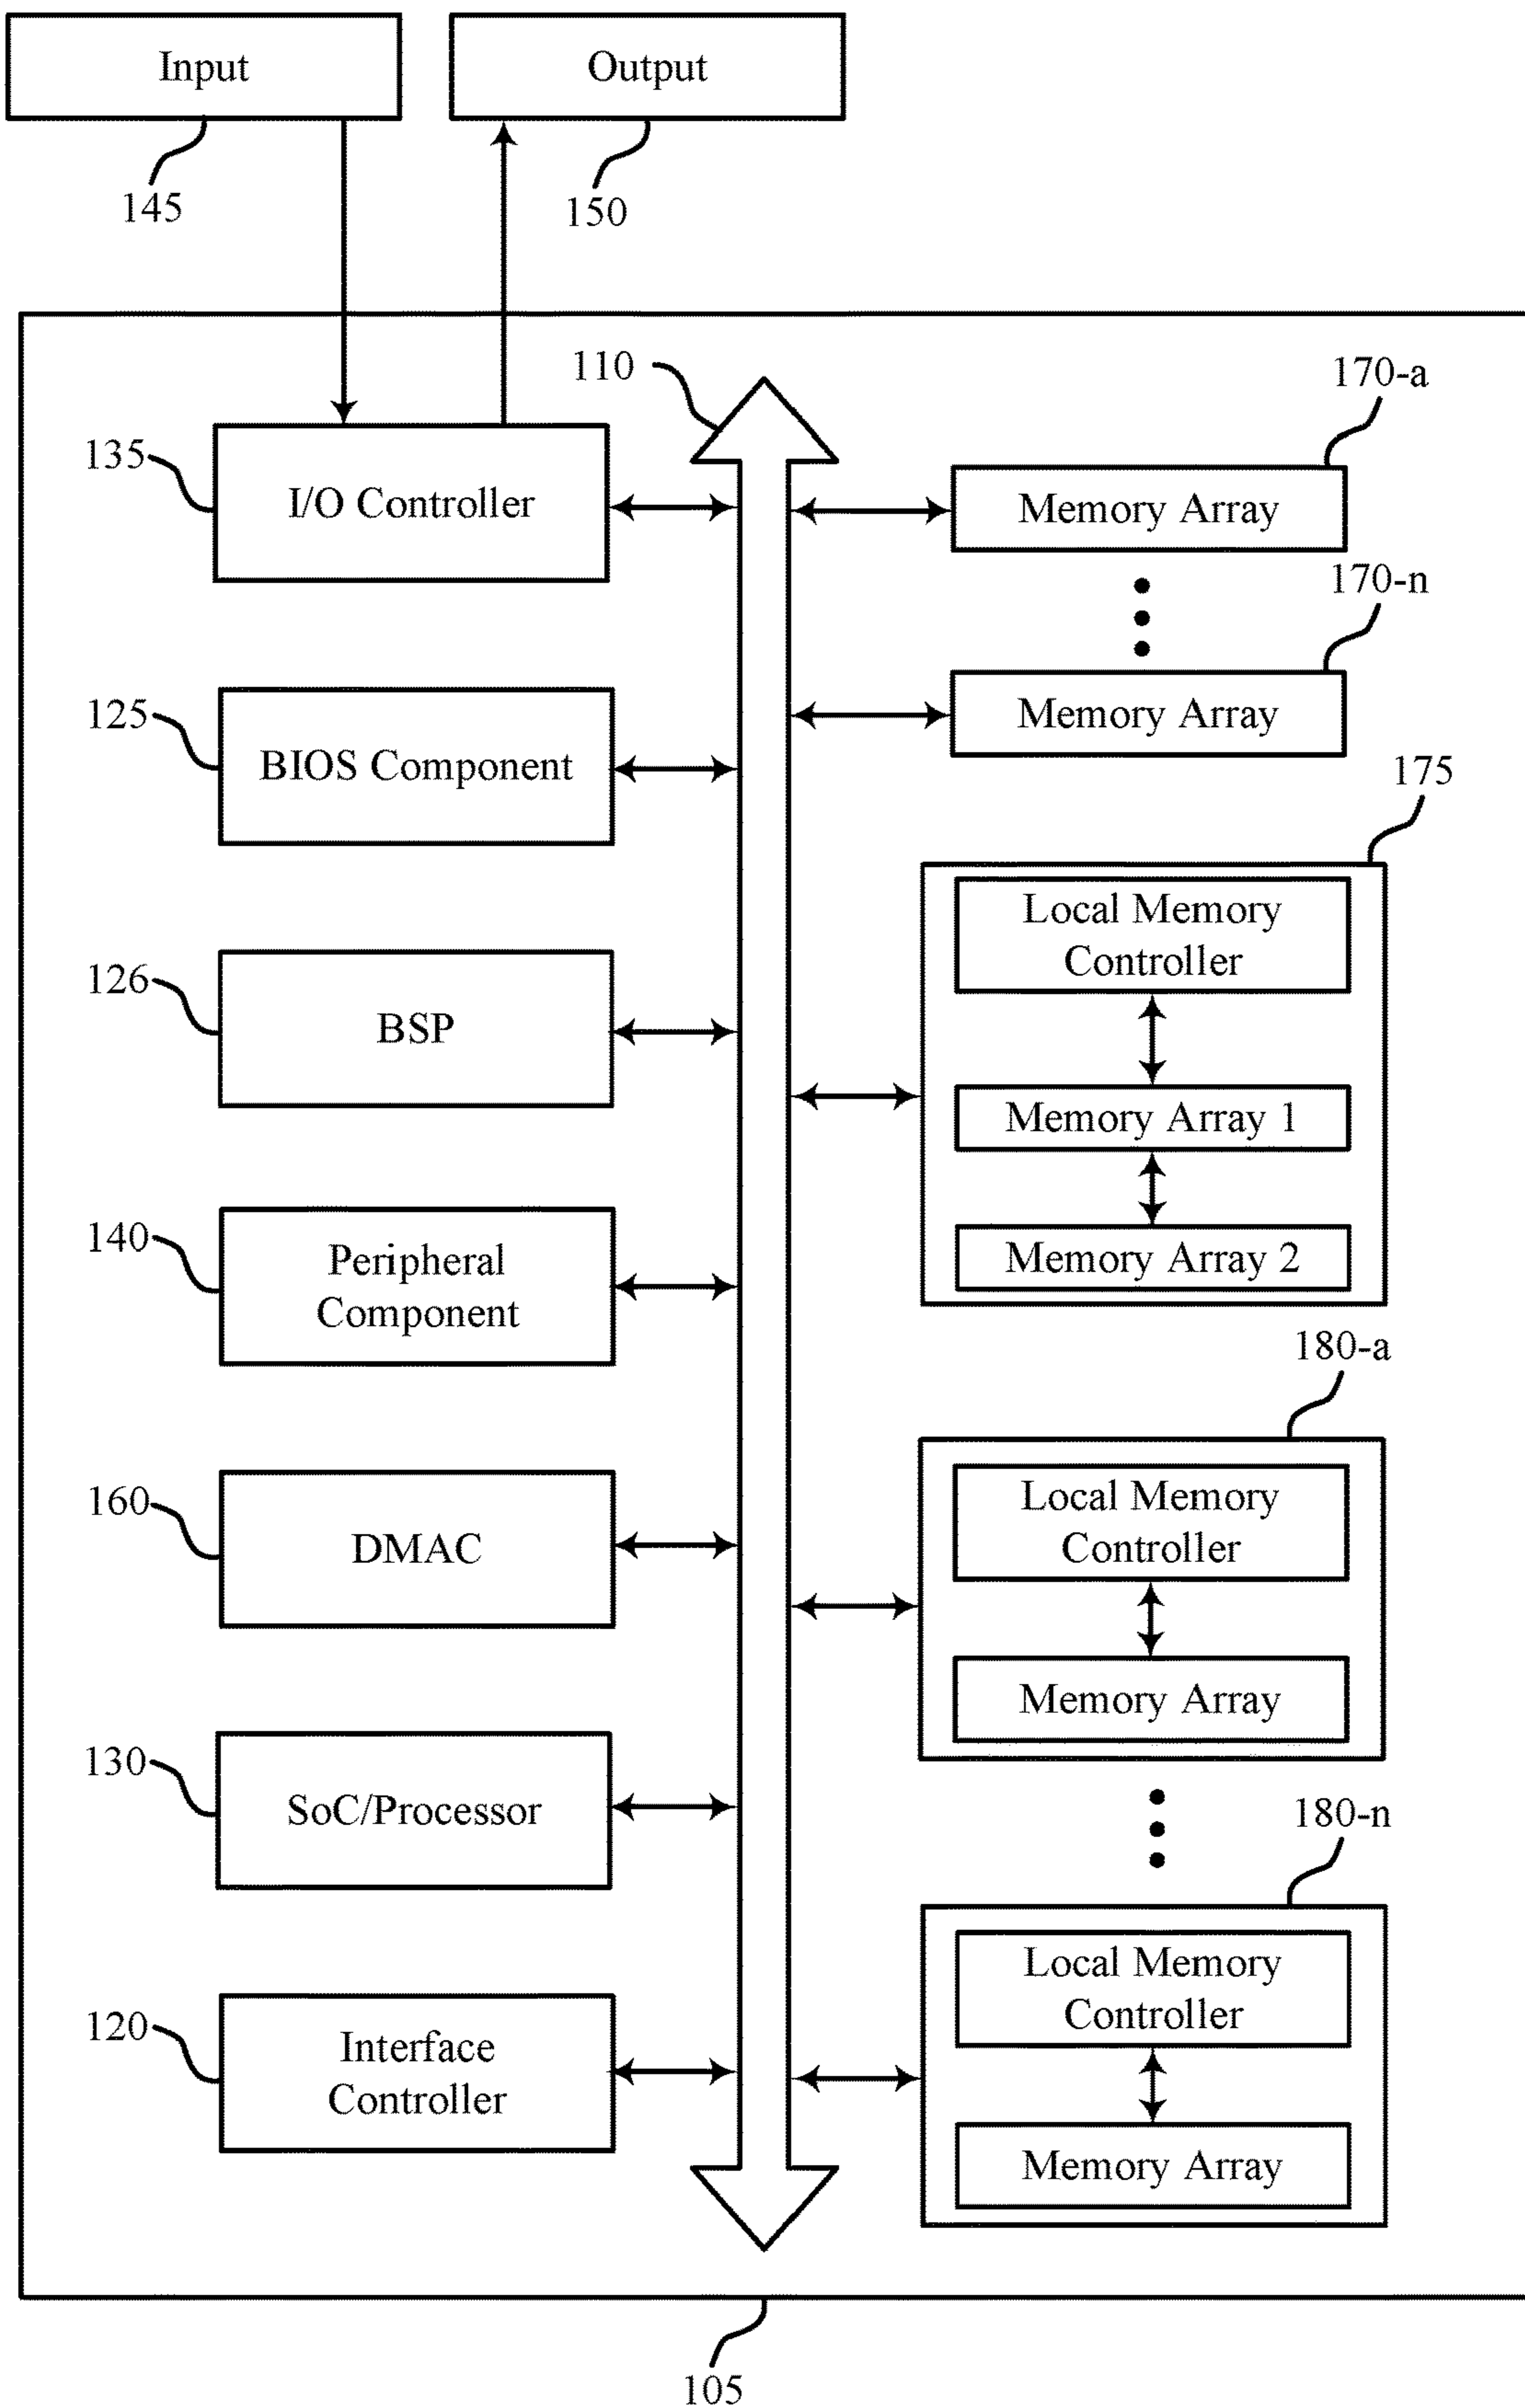 Input
Output
145
150
110
170-a
135
I/O Controller
Memory Array
170-n
125
BIOS Component
Memory Array
175
Local Memory
Controller
126
BSP
Memory Array 1
140
Peripheral
Component
Memory Array 2
180-a
160
DMAC
Local Memory
Controller
Memory Array
130
SoC/Processor
180-n
120
Interface
Controller
Local Memory
Controller
Memory Array
105